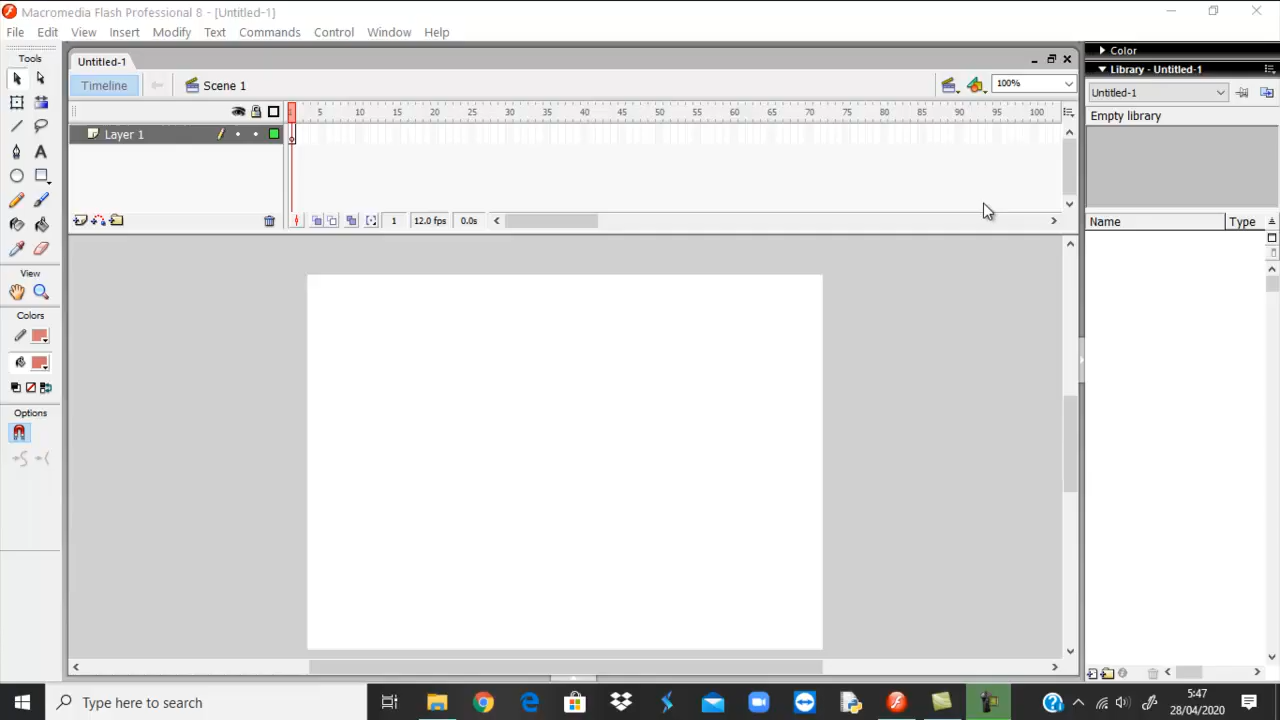 Macromedia Flash Professional 8 - [Untitled-1]
File Edit View Insert Modify Text Commands Control Window Help
Tools
Untitled-1
Timeline
Scene 1
100%
5 10 15 20 25 30 35 40 45 50 55 60 65 70 75 80 85 90 95 100
Layer 1
1 12.0 fps 0.0s
View
Colors
Options
Color
Library - Untitled-1
Untitled-1
Empty library
Name Type
Type here to search
5:47
28/04/2020